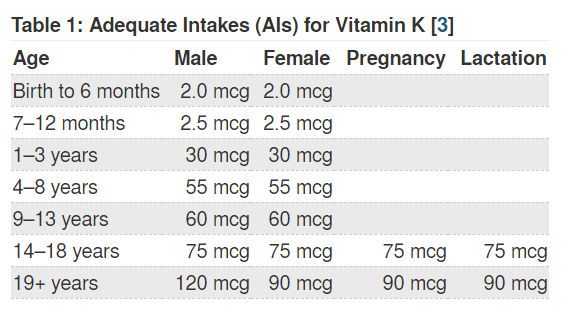 Table 1: Adequate Intakes (AIs) for Vitamin K [3]
Age Male Female Pregnancy Lactation
Birth to 6 months 2.0 mcg 2.0 mcg
7–12 months 2.5 mcg 2.5 mcg
1–3 years 30 mcg 30 mcg
4–8 years 55 mcg 55 mcg
9–13 years 60 mcg 60 mcg
14–18 years 75 mcg 75 mcg 75 mcg 75 mcg
19+ years 120 mcg 90 mcg 90 mcg 90 mcg